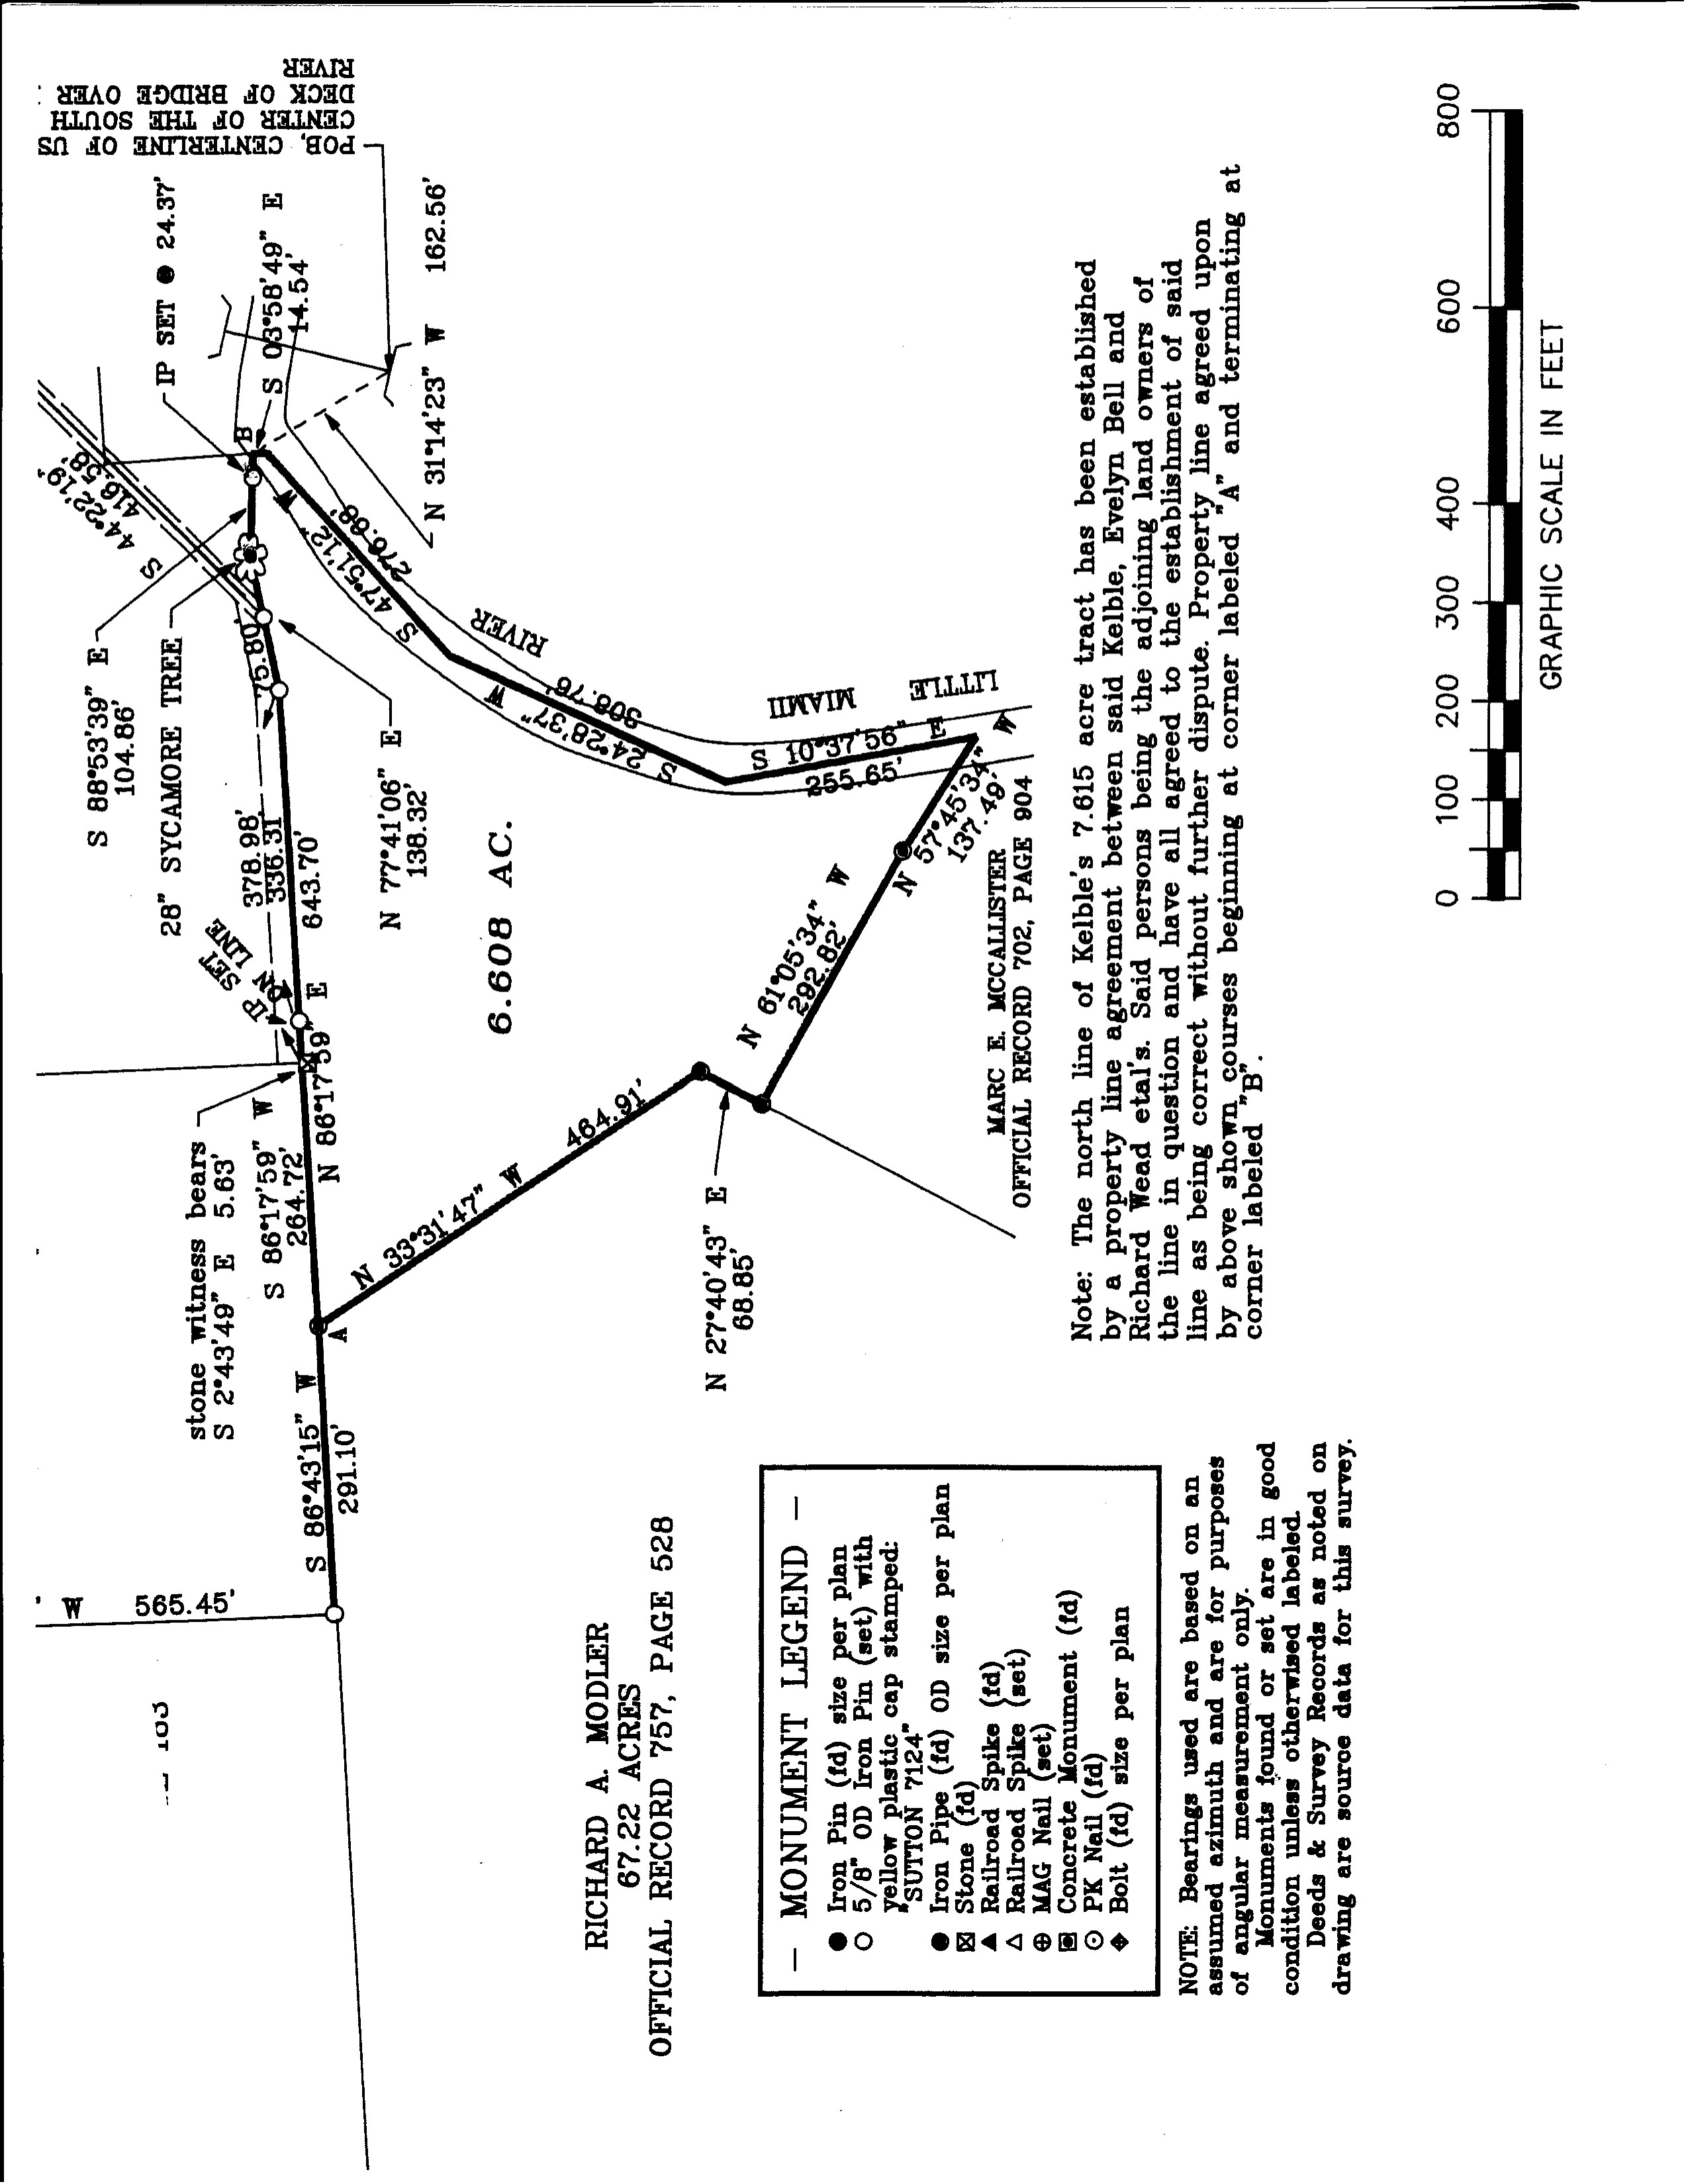 POB, CENTERLINE OF US
CENTER OF THE SOUTH
DECK OF BRIDGE OVER
RIVER
IP SET @ 24.37'
S 03°58'49" E
14.54'
N 31°14'23" W 162.56'
S 44°22'19"
416.58'
S 88°53'39" E
104.86'
28" SYCAMORE TREE
75.80'
N 77°41'06" E
138.32'
378.98'
336.31'
643.70'
N 86°17'59" E
IP SET
ON LINE
stone witness bears
S 2°43'49" E 5.63'
S 86°17'59" W
264.72'
B
A
S 86°43'15" W
291.10'
W 565.45'
S 47°51'12" W
276.68'
S 24°28'37" W
308.76'
S 10°37'56" E
255.65'
LITTLE
MIAMI
RIVER
N 57°45'34" W
137.49'
N 61°05'34" W
292.82'
N 27°40'43" E
68.85'
N 33°31'47" W 464.91'
6.608 AC.
MARC E. MCCALLISTER
OFFICIAL RECORD 702, PAGE 904
RICHARD A. MODLER
67.22 ACRES
OFFICIAL RECORD 757, PAGE 528
Note: The north line of Kelble's 7.615 acre tract has been established
by a property line agreement between said Kelble, Evelyn Bell and
Richard Wead etal's. Said persons being the adjoining land owners of
the line in question and have all agreed to the establishment of said
line as being correct without further dispute. Property line agreed upon
by above shown courses beginning at corner labeled "A" and terminating at
corner labeled "B".
— MONUMENT LEGEND —
● Iron Pin (fd) size per plan
○ 5/8" OD Iron Pin (set) with
yellow plastic cap stamped:
"SUTTON 7124"
Iron Pipe (fd) OD size per plan
Stone (fd)
▲ Railroad Spike (fd)
△ Railroad Spike (set)
⊕ MAG Nail (set)
Concrete Monument (fd)
⊙ PK Nail (fd)
Bolt (fd) size per plan
NOTE: Bearings used are based on an
assumed azimuth and are for purposes
of angular measurement only.
Monuments found or set are in good
condition unless otherwised labeled.
Deeds & Survey Records as noted on
drawing are source data for this survey.
0 100 200 300 400 600 800
GRAPHIC SCALE IN FEET